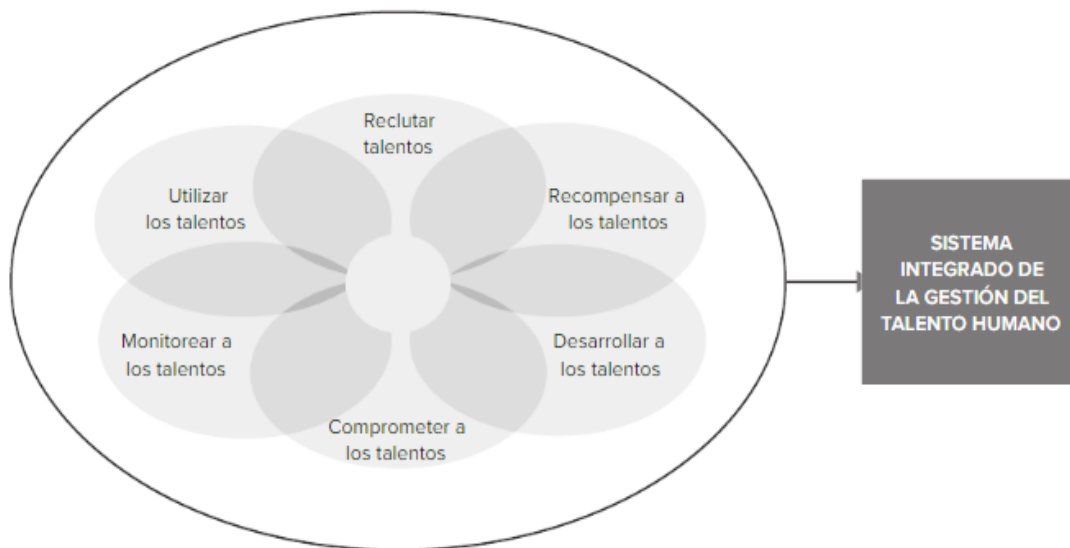 Reclutar
talentos
Utilizar
los talentos
Recompensar a
los talentos
Monitorear a
los talentos
Desarrollar a
los talentos
Comprometer a
los talentos
SISTEMA
INTEGRADO DE
LA GESTIÓN DEL
TALENTO HUMANO